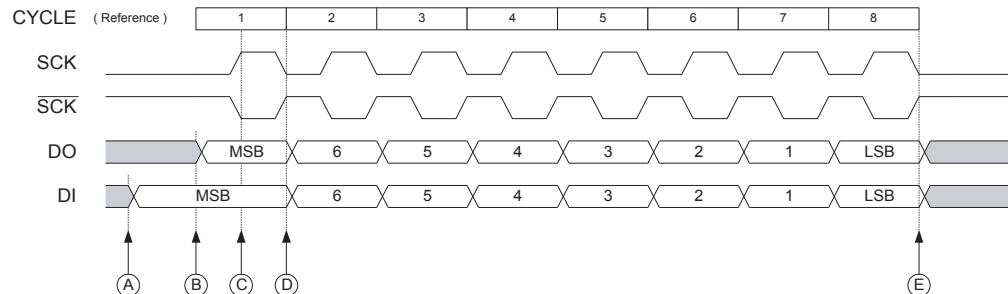 CYCLE ( Reference ) 1 2 3 4 5 6 7 8
SCK
SCK
DO MSB 6 5 4 3 2 1 LSB
DI MSB 6 5 4 3 2 1 LSB
A B C D E